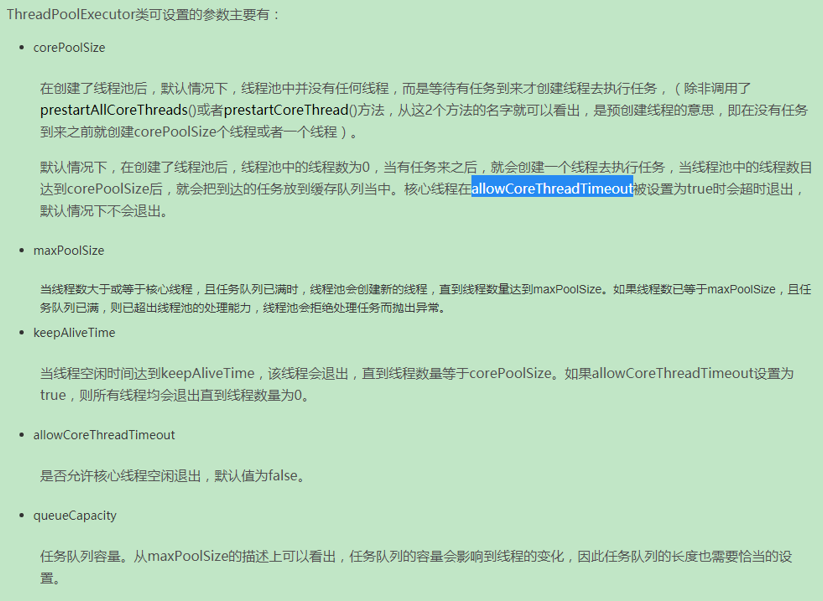 ThreadPoolExecutor类可设置的参数主要有：
corePoolSize
在创建了线程池后，默认情况下，线程池中并没有任何线程，而是等待有任务到来才创建线程去执行任务，（除非调用了
prestartAllCoreThreads()或者prestartCoreThread()方法，从这2个方法的名字就可以看出，是预创建线程的意思，即在没有任务
到来之前就创建corePoolSize个线程或者一个线程）。
默认情况下，在创建了线程池后，线程池中的线程数为0，当有任务来之后，就会创建一个线程去执行任务，当线程池中的线程数目
达到corePoolSize后，就会把到达的任务放到缓存队列当中。核心线程在allowCoreThreadTimeout被设置为true时会超时退出，
默认情况下不会退出。
maxPoolSize
当线程数大于或等于核心线程，且任务队列已满时，线程池会创建新的线程，直到线程数量达到maxPoolSize。如果线程数已等于maxPoolSize，且任
务队列已满，则已超出线程池的处理能力，线程池会拒绝处理任务而抛出异常。
keepAliveTime
当线程空闲时间达到keepAliveTime，该线程会退出，直到线程数量等于corePoolSize。如果allowCoreThreadTimeout设置为
true，则所有线程均会退出直到线程数量为0。
allowCoreThreadTimeout
是否允许核心线程空闲退出，默认值为false。
queueCapacity
任务队列容量。从maxPoolSize的描述上可以看出，任务队列的容量会影响到线程的变化，因此任务队列的长度也需要恰当的设
置。